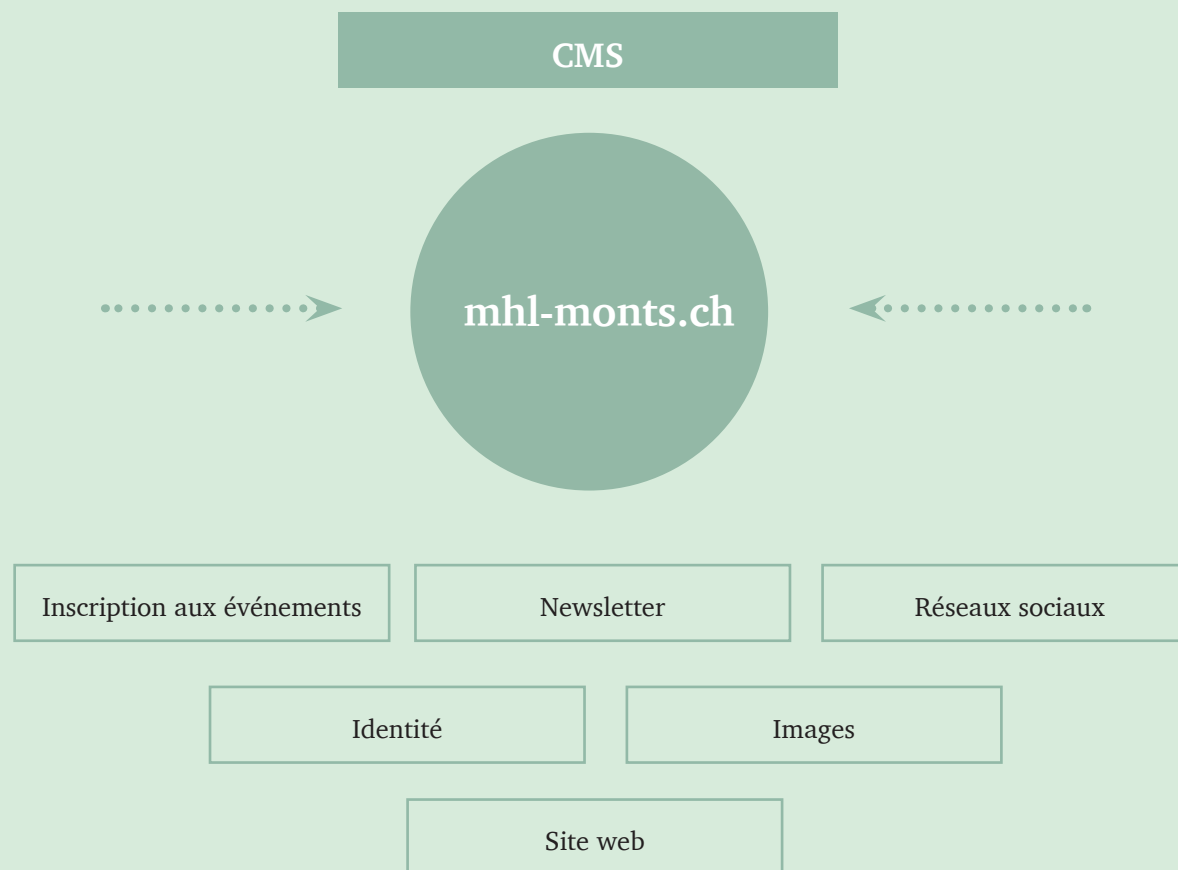 CMS
mhl-monts.ch
Inscription aux événements
Newsletter
Réseaux sociaux
Identité
Images
Site web